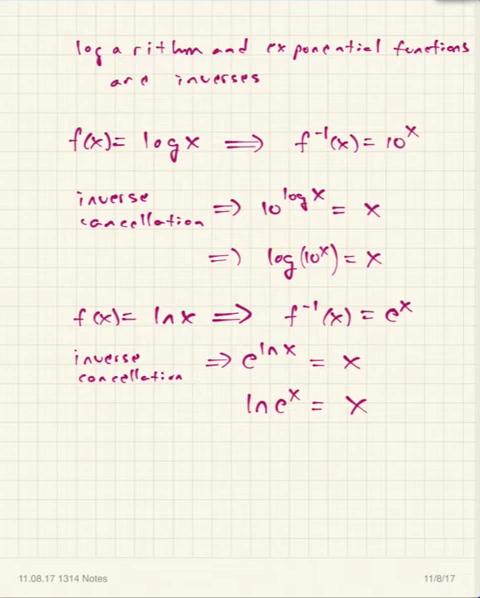 logarithm and exponential functions
are inverses
f(x)= log x ⟹ f⁻¹(x) = 10ˣ
inverse
cancellation ⟹ 10^(log x) = x
⟹ log(10ˣ) = x
f(x)= ln x ⟹ f⁻¹(x) = eˣ
inverse
cancellation ⟹ e^(ln x) = x
ln eˣ = x
11.08.17 1314 Notes 11/8/17